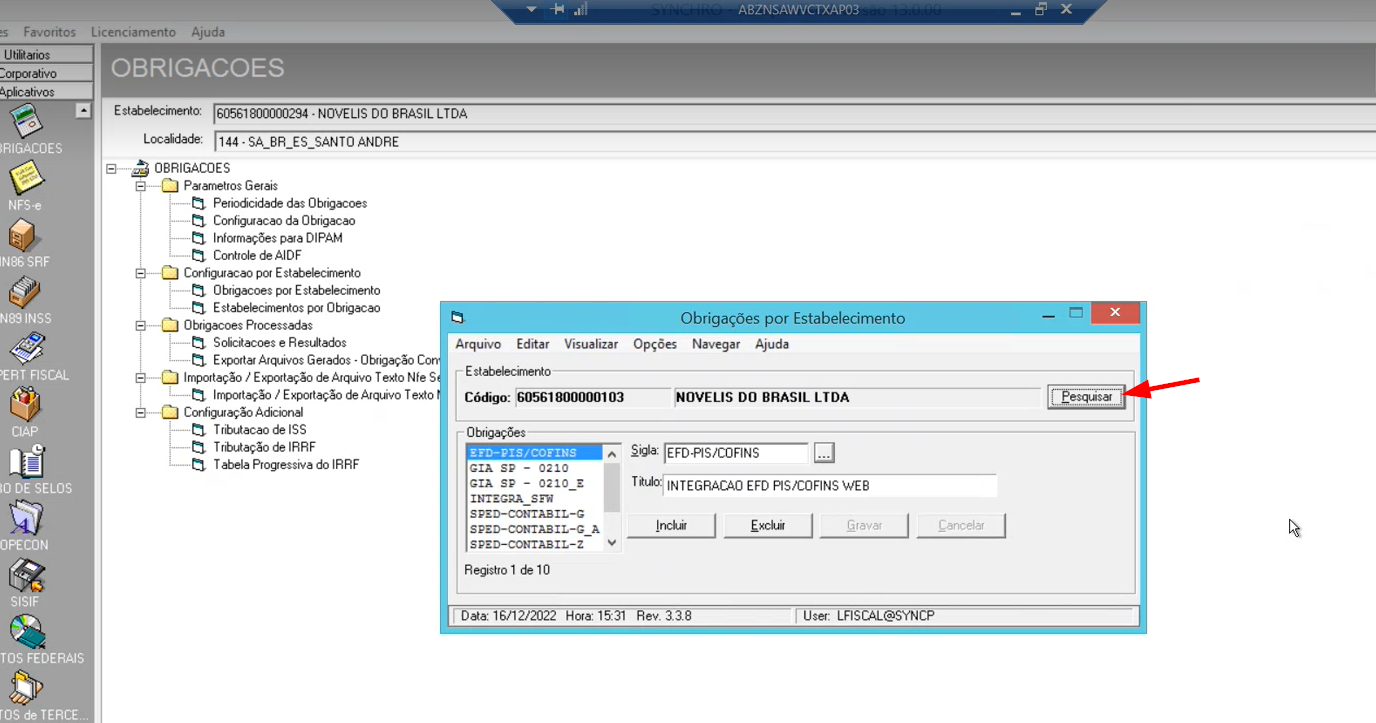 SYNCHRO
ABZNSAWVCTXAP03
são 13.0.00
es Favoritos Licenciamento Ajuda
Utilitarios
Corporativo
Aplicativos
BRIGACOES
NFS-e
IN86 SRF
N89 INSS
PERT FISCAL
CIAP
RO DE SELOS
OPECON
SISIF
TOS FEDERAIS
TOS de TERCE...
OBRIGACOES
Estabelecimento: 60561800000294 - NOVELIS DO BRASIL LTDA
Localidade: 144 - SA_BR_ES_SANTO ANDRE
OBRIGACOES
Parametros Gerais
Periodicidade das Obrigacoes
Configuracao da Obrigacao
Informações para DIPAM
Controle de AIDF
Configuracao por Estabelecimento
Obrigacoes por Estabelecimento
Estabelecimentos por Obrigacao
Obrigacoes Processadas
Solicitacoes e Resultados
Exportar Arquivos Gerados - Obrigação Con
Importação / Exportação de Arquivo Texto Nfe Se
Importação / Exportação de Arquivo Texto N
Configuração Adicional
Tributacao de ISS
Tributação de IRRF
Tabela Progressiva do IRRF
Obrigações por Estabelecimento
Arquivo Editar Visualizar Opções Navegar Ajuda
Estabelecimento
Código: 60561800000103 NOVELIS DO BRASIL LTDA Pesquisar
Obrigações
EFD-PIS/COFINS
GIA SP - 0210
GIA SP - 0210_E
INTEGRA_SFW
SPED-CONTABIL-G
SPED-CONTABIL-G_A
SPED-CONTABIL-Z
Sigla: EFD-PIS/COFINS ...
Titulo: INTEGRACAO EFD PIS/COFINS WEB
Incluir Excluir Gravar Cancelar
Registro 1 de 10
Data: 16/12/2022 Hora: 15:31 Rev. 3.3.8 User: LFISCAL@SYNCP